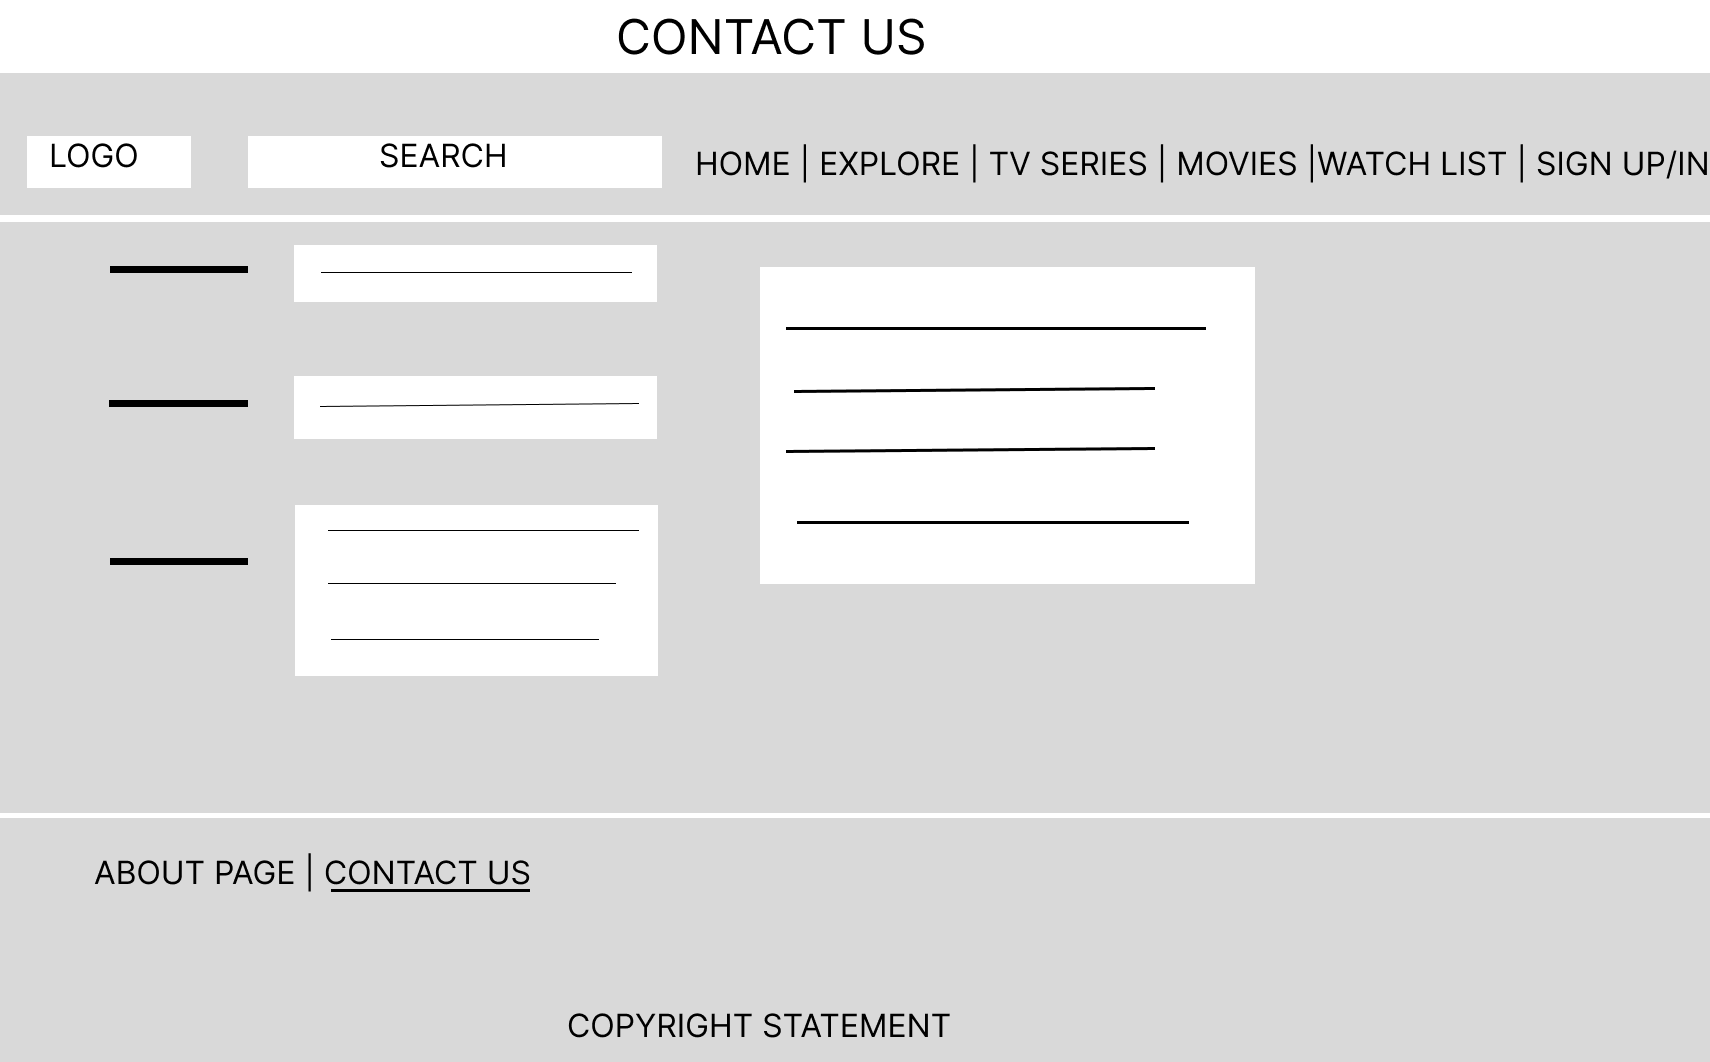 CONTACT US
LOGO
SEARCH
HOME | EXPLORE | TV SERIES | MOVIES |WATCH LIST | SIGN UP/IN
ABOUT PAGE | CONTACT US
COPYRIGHT STATEMENT